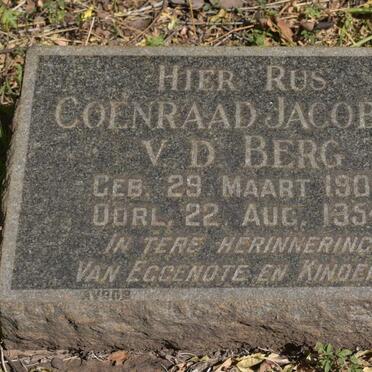 HIER RUS
COENRAAD JACOB
V. D. BERG
GEB. 29. MAART 190
OORL. 22. AUG. 195
IN TERE HERINNERING
VAN EGGENOTE EN KINDE